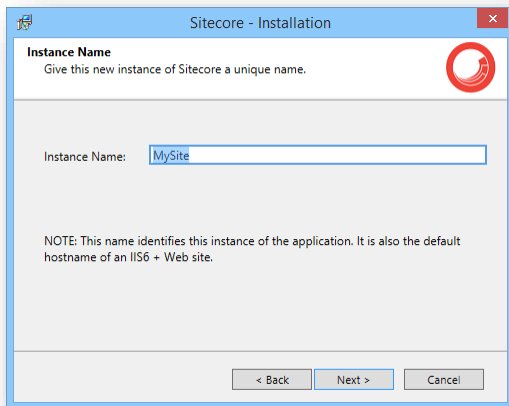 Sitecore - Installation
Instance Name
Give this new instance of Sitecore a unique name.
Instance Name: MySite
NOTE: This name identifies this instance of the application. It is also the default
hostname of an IIS6 + Web site.
< Back Next > Cancel